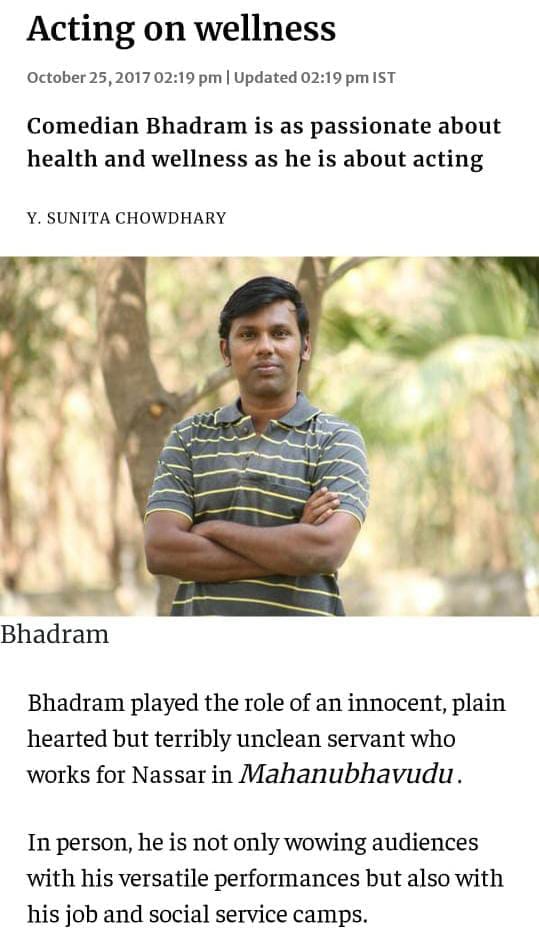 Acting on wellness
October 25, 2017 02:19 pm | Updated 02:19 pm IST
Comedian Bhadram is as passionate about
health and wellness as he is about acting
Y. SUNITA CHOWDHARY
Bhadram
Bhadram played the role of an innocent, plain
hearted but terribly unclean servant who
works for Nassar in Mahanubhavudu.
In person, he is not only wowing audiences
with his versatile performances but also with
his job and social service camps.